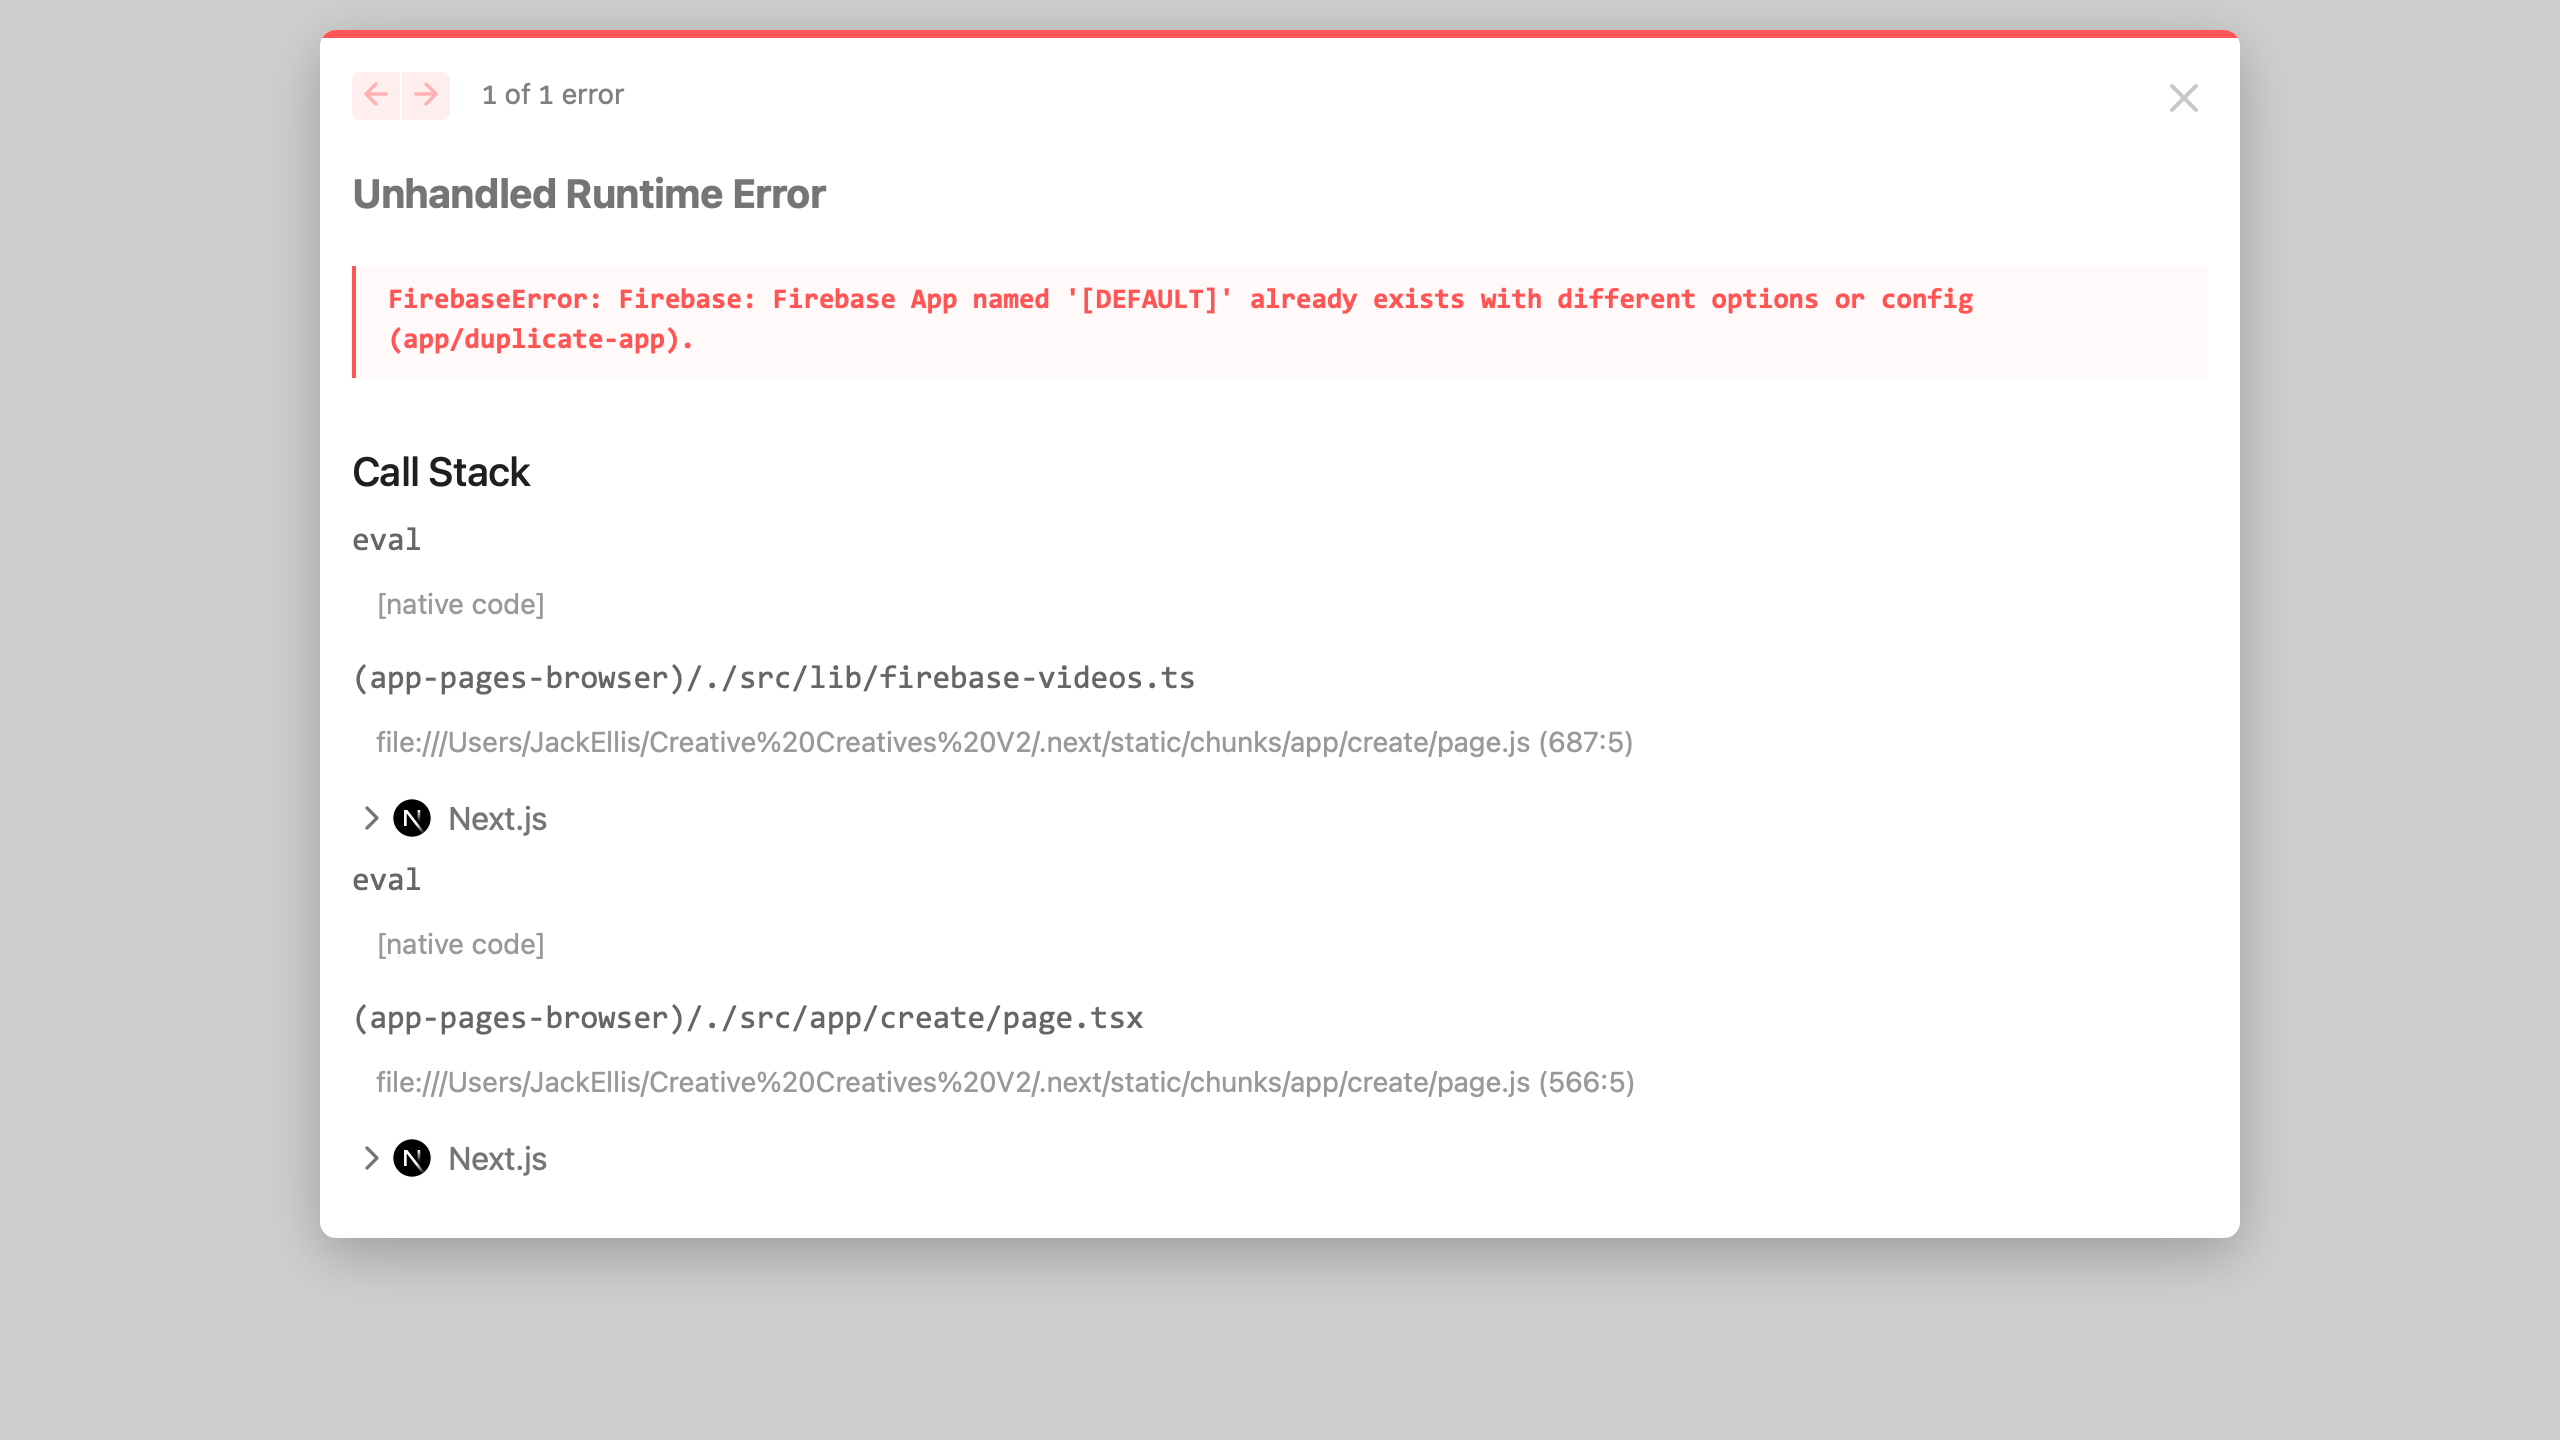 1 of 1 error
Unhandled Runtime Error
FirebaseError: Firebase: Firebase App named '[DEFAULT]' already exists with different options or config
(app/duplicate-app).
Call Stack
eval
[native code]
(app-pages-browser)/./src/lib/firebase-videos.ts
file:///Users/JackEllis/Creative%20Creatives%20V2/.next/static/chunks/app/create/page.js (687:5)
Next.js
eval
[native code]
(app-pages-browser)/./src/app/create/page.tsx
file:///Users/JackEllis/Creative%20Creatives%20V2/.next/static/chunks/app/create/page.js (566:5)
Next.js